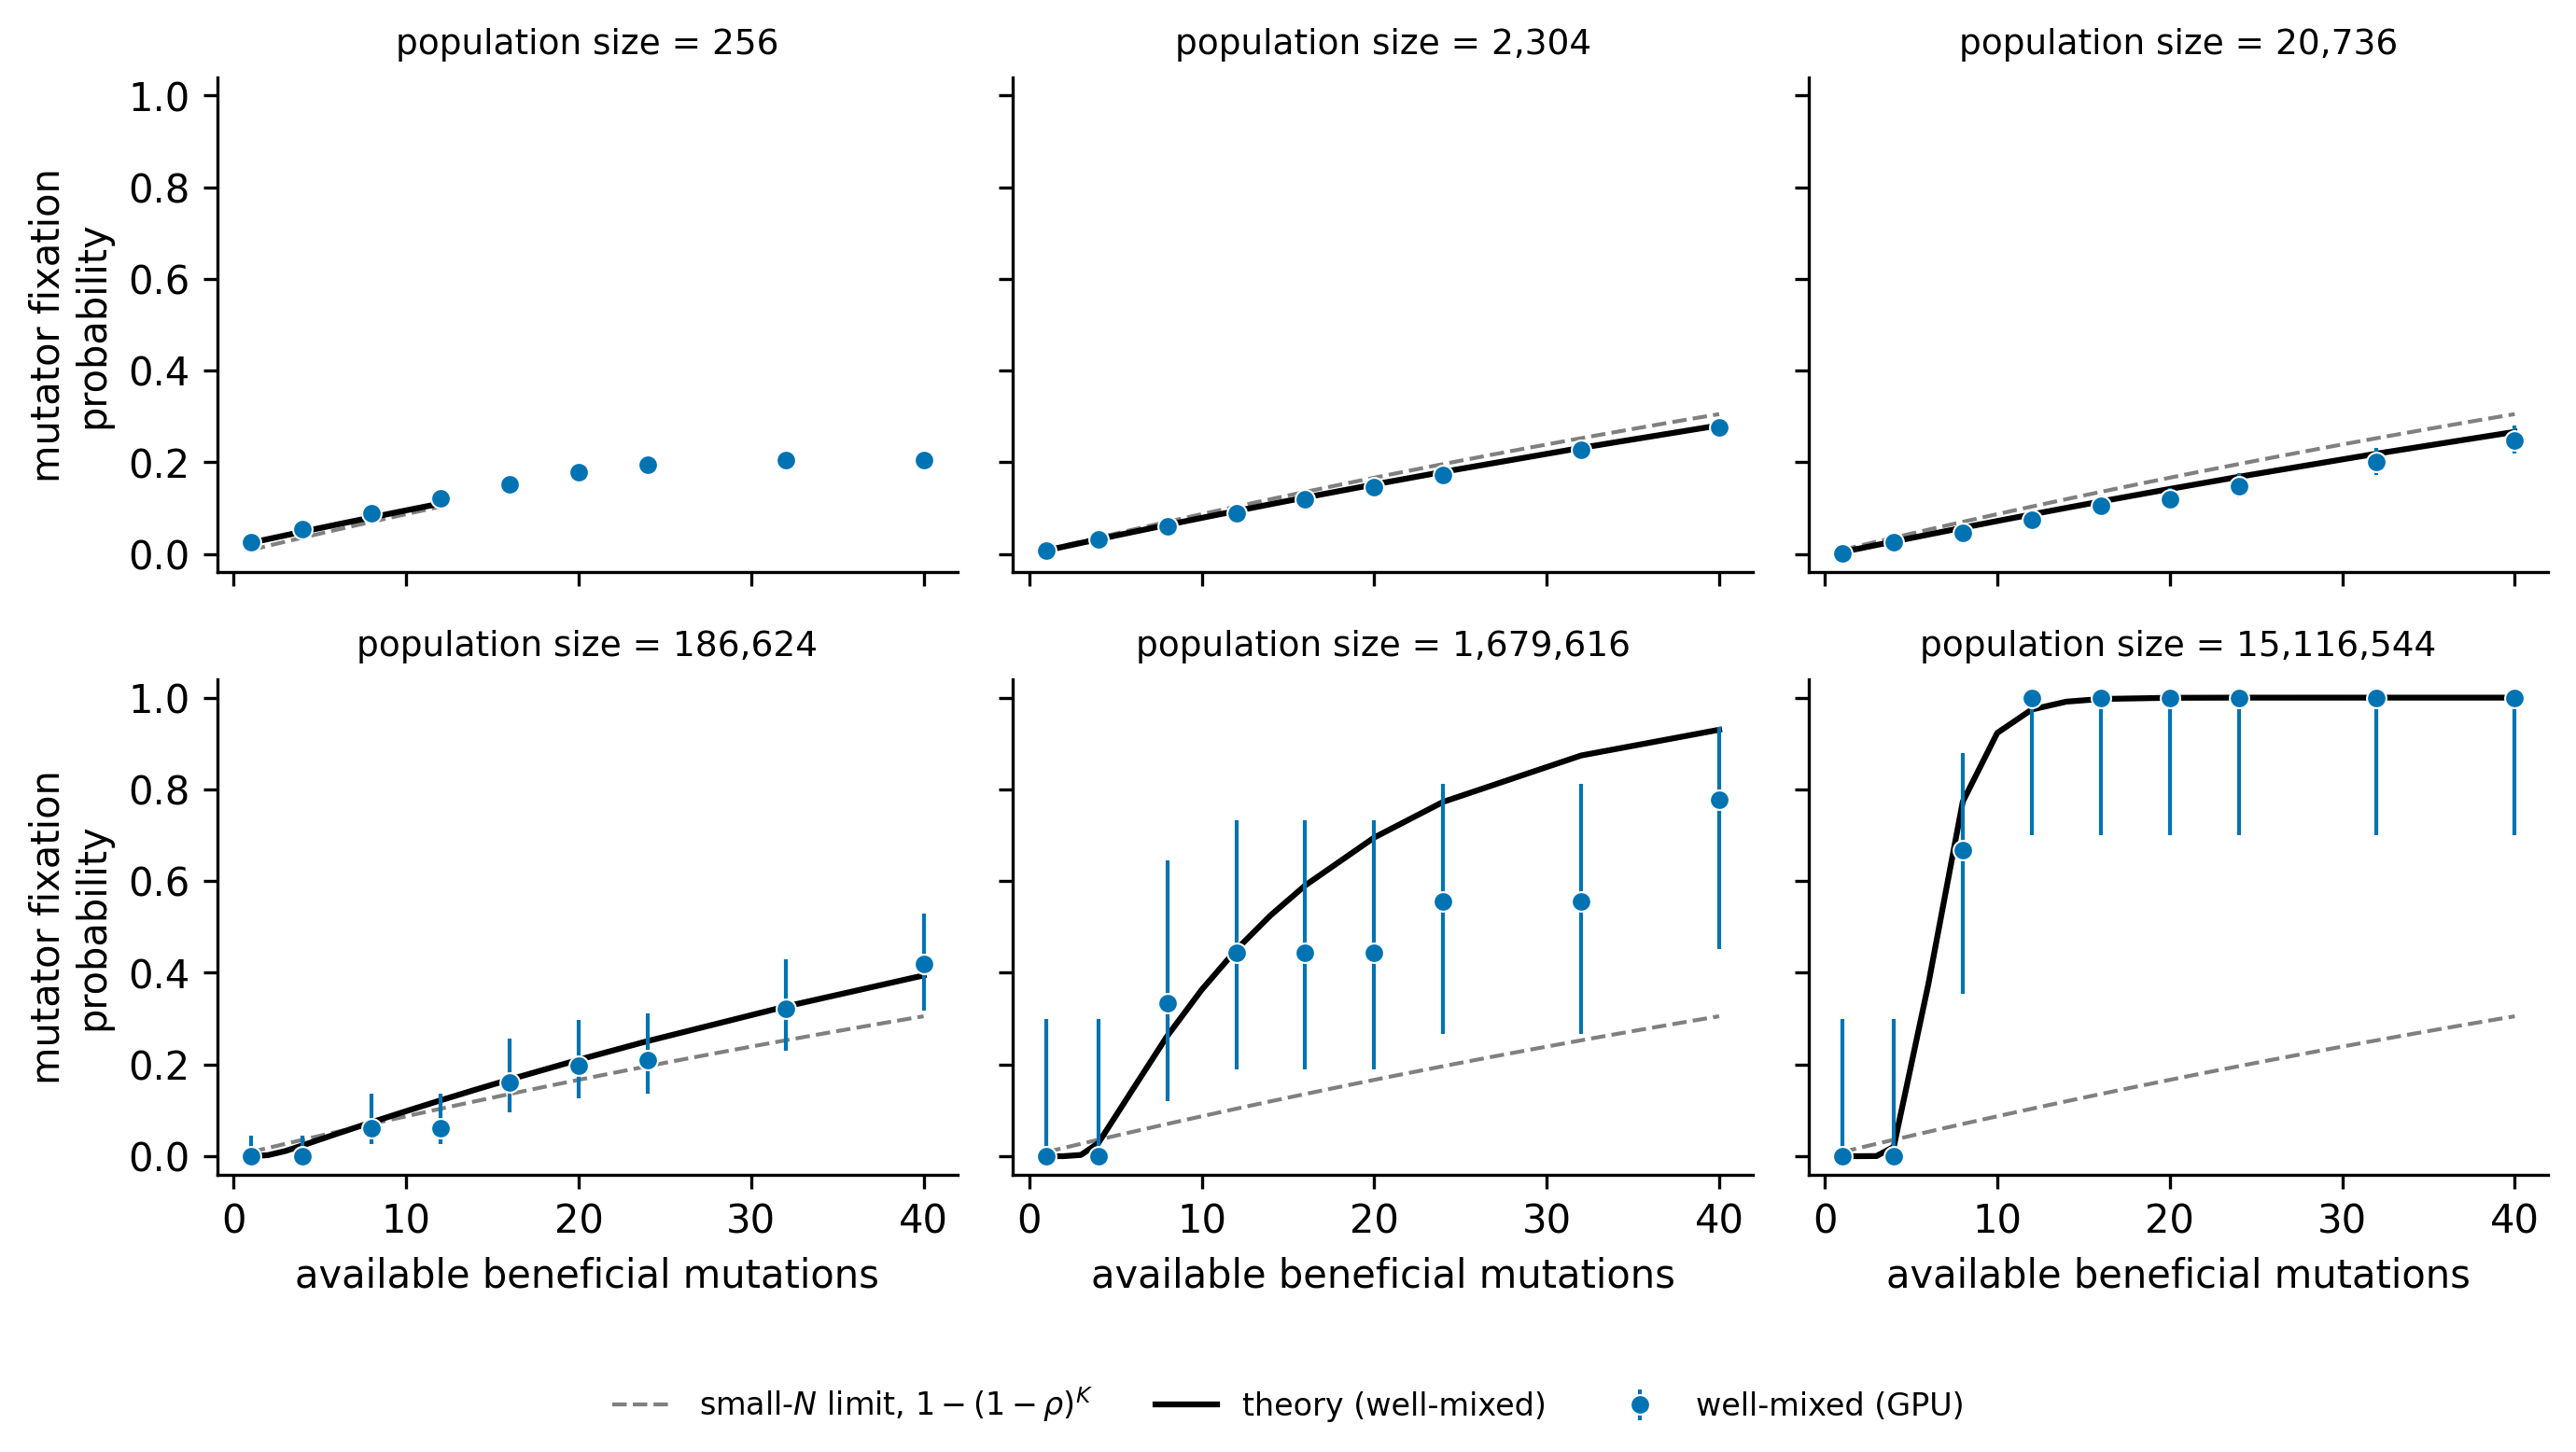 population size = 256
population size = 2,304
population size = 20,736
mutator fixation
probability
1.0
0.8
0.6
0.4
0.2
0.0
population size = 186,624
population size = 1,679,616
population size = 15,116,544
mutator fixation
probability
1.0
0.8
0.6
0.4
0.2
0.0
0 10 20 30 40
0 10 20 30 40
0 10 20 30 40
available beneficial mutations
available beneficial mutations
available beneficial mutations
small-N limit, 1 − (1 − ρ)^K
theory (well-mixed)
well-mixed (GPU)